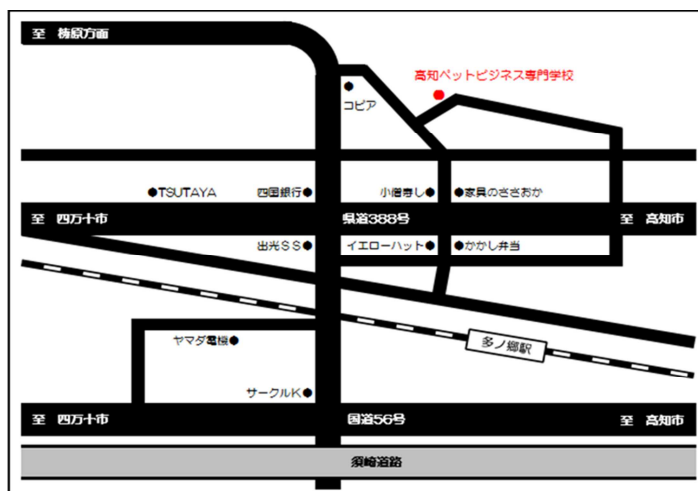 至 梼原方面
高知ペットビジネス専門学校
コピア
TSUTAYA
四国銀行
小僧寿し
家具のささおか
至 四万十市
県道388号
至 高知市
出光SS
イエローハット
かかし弁当
多ノ郷駅
ヤマダ電機
サークルK
至 四万十市
国道56号
至 高知市
須崎道路